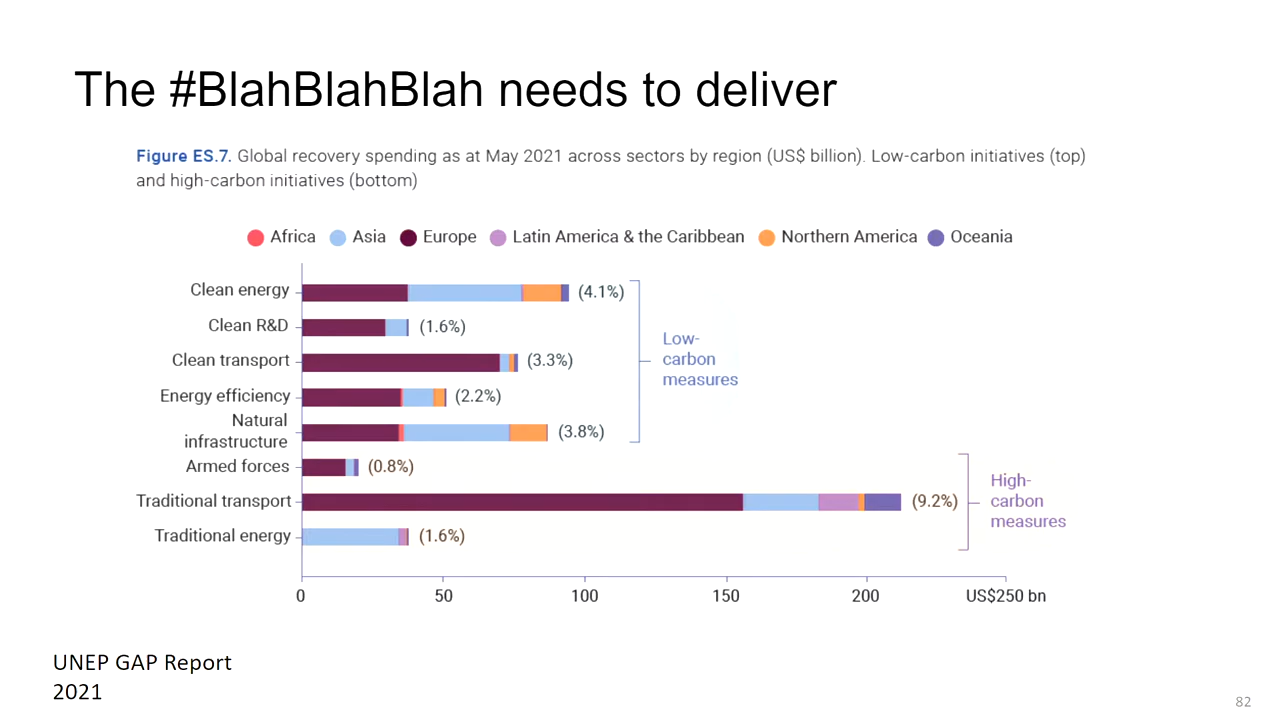 The #BlahBlahBlah needs to deliver
Figure ES.7. Global recovery spending as at May 2021 across sectors by region (US$ billion). Low-carbon initiatives (top)
and high-carbon initiatives (bottom)
Africa Asia Europe Latin America & the Caribbean Northern America Oceania
Clean energy (4.1%)
Clean R&D (1.6%)
Clean transport (3.3%)
Energy efficiency (2.2%)
Natural
infrastructure (3.8%)
Low-
carbon
measures
Armed forces (0.8%)
Traditional transport (9.2%)
Traditional energy (1.6%)
High-
carbon
measures
0 50 100 150 200 US$250 bn
UNEP GAP Report
2021
82